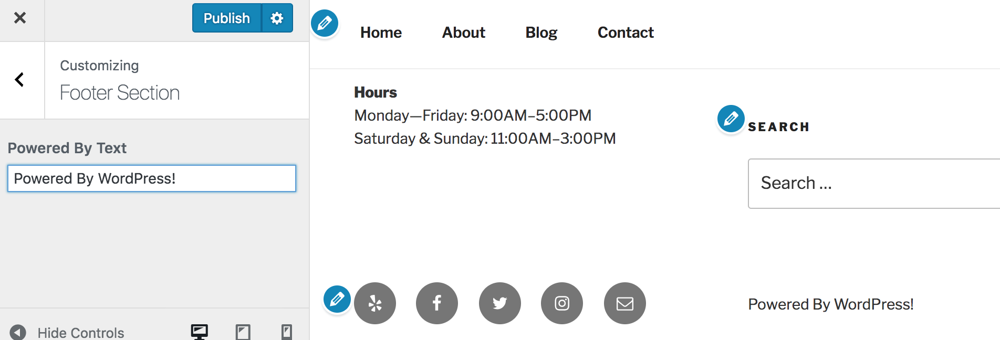 Publish
Customizing
Footer Section
Powered By Text
Powered By WordPress!
Hide Controls
Home About Blog Contact
Hours
Monday—Friday: 9:00AM–5:00PM
Saturday & Sunday: 11:00AM–3:00PM
SEARCH
Search ...
Powered By WordPress!